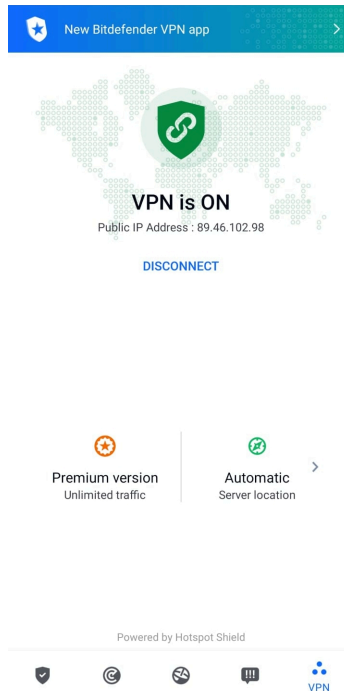 New Bitdefender VPN app
VPN is ON
Public IP Address : 89.46.102.98
DISCONNECT
Premium version
Unlimited traffic
Automatic
Server location
Powered by Hotspot Shield
VPN